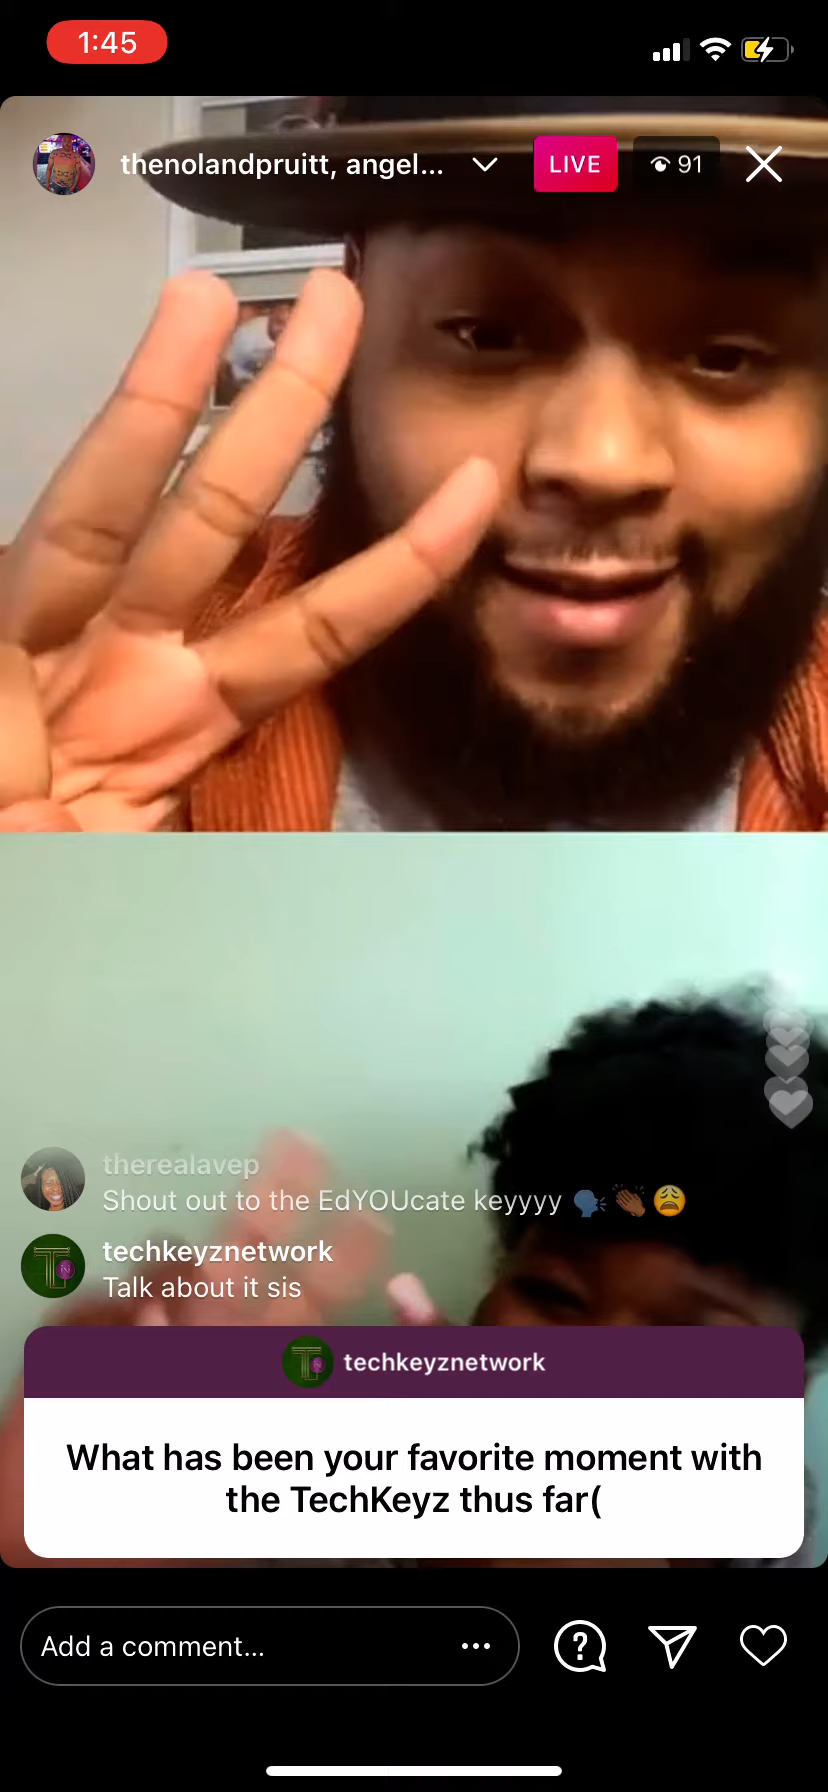 1:45
thenolandpruitt, angel...
LIVE
91
therealavep
Shout out to the EdYOUcate keyyyy 🗣️👏🏾😩
techkeyznetwork
Talk about it sis
techkeyznetwork
What has been your favorite moment with
the TechKeyz thus far(
Add a comment...